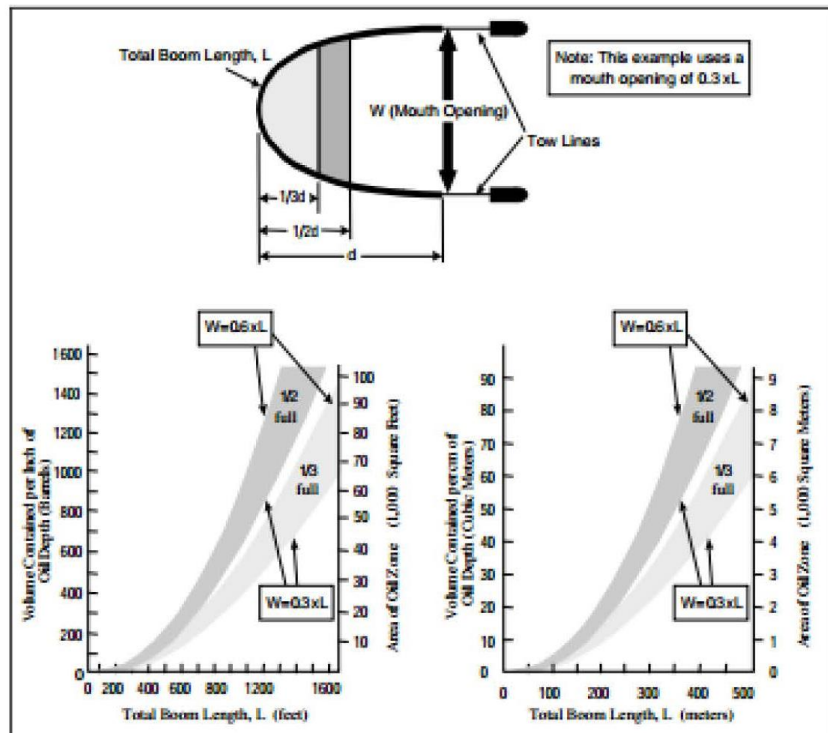 Total Boom Length, L
Note: This example uses a
mouth opening of 0.3xL
W (Mouth Opening)
Tow Lines
1/3d
1/2d
d
W=0.6xL
1600
1400
1200
1000
800
600
400
200
0
Volume Contained per Inch of
Oil Depth (Barrels)
1/2
full
1/3
full
100
90
80
70
60
50
40
30
20
10
Area of Oil Zone (1,000 Square Feet)
W=0.3xL
0 200 400 600 800 1200 1600
Total Boom Length, L (feet)
W=0.6xL
90
80
70
60
50
40
30
20
10
0
Volume Contained per cm of
Oil Depth (Cubic Meters)
1/2
full
1/3
full
9
8
7
6
5
4
3
2
1
0
Area of Oil Zone (1,000 Square Meters)
W=0.3xL
0 100 200 300 350 400 500
Total Boom Length, L (meters)